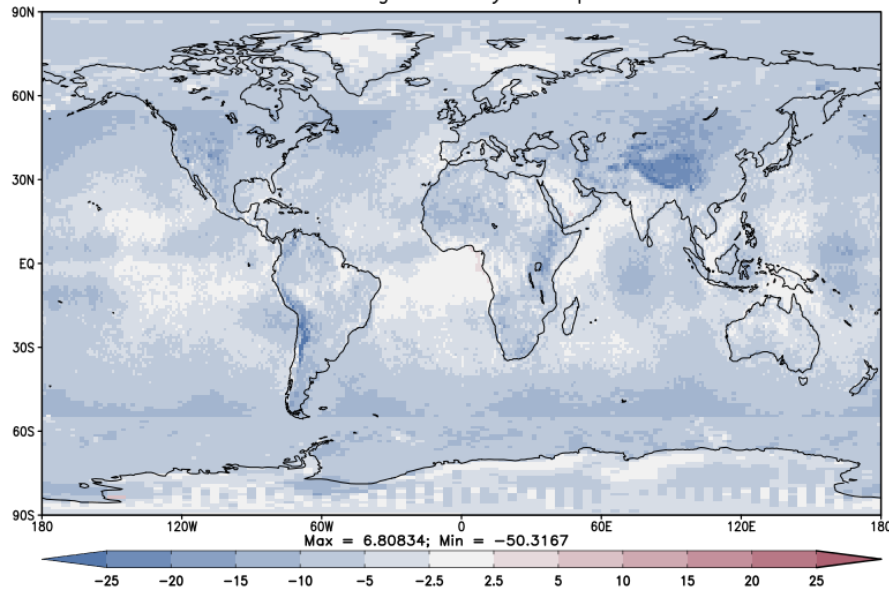 90N
60N
30N
EQ
30S
60S
90S
180 120W 60W 0 60E 120E 180
Max = 6.80834; Min = −50.3167
−25 −20 −15 −10 −5 −2.5 2.5 5 10 15 20 25